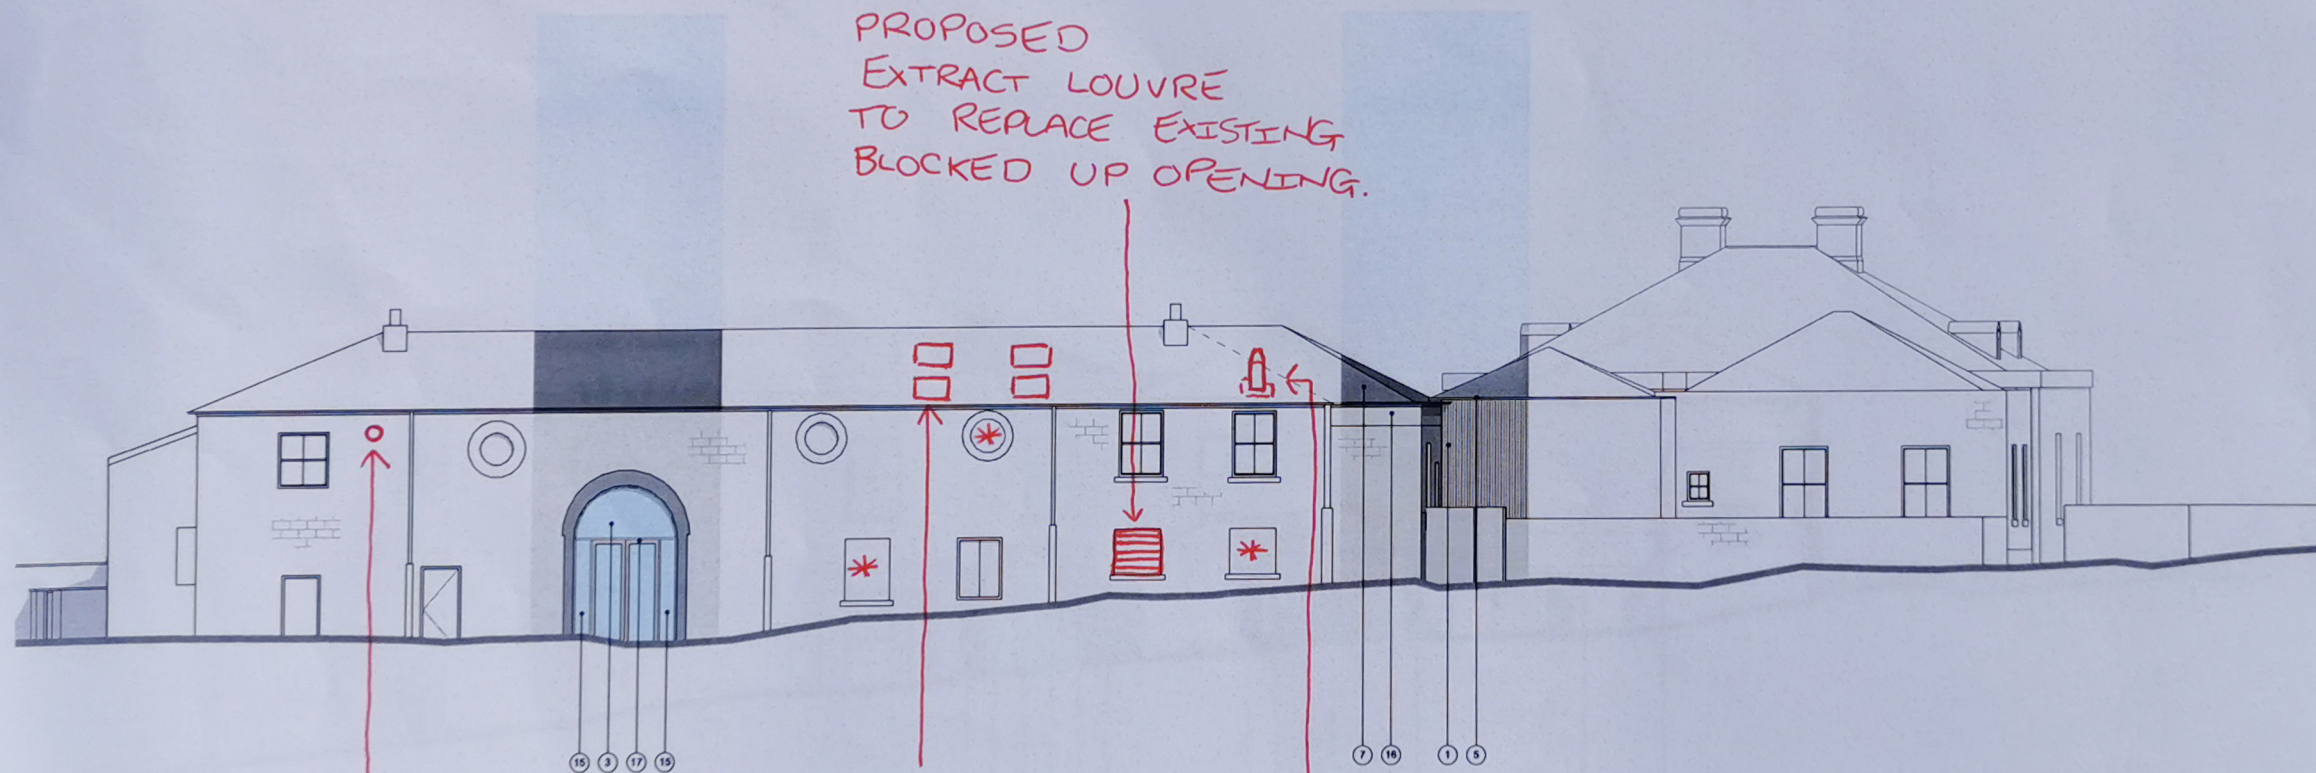 PROPOSED
EXTRACT LOUVRE
TO REPLACE EXISTING
BLOCKED UP OPENING.
15 3 17 15 7 16 1 5